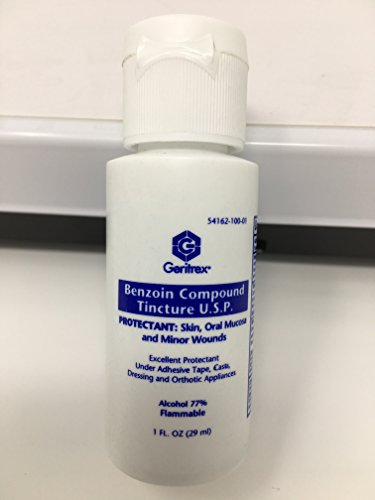 54162-100-01
G
Geritrex®
Benzoin Compound
Tincture U.S.P.
PROTECTANT: Skin, Oral Mucosa
and Minor Wounds
Excellent Protectant
Under Adhesive Tape, Casts,
Dressing and Orthotic Appliances
Alcohol 77%
Flammable
1 FL. OZ (29 ml)